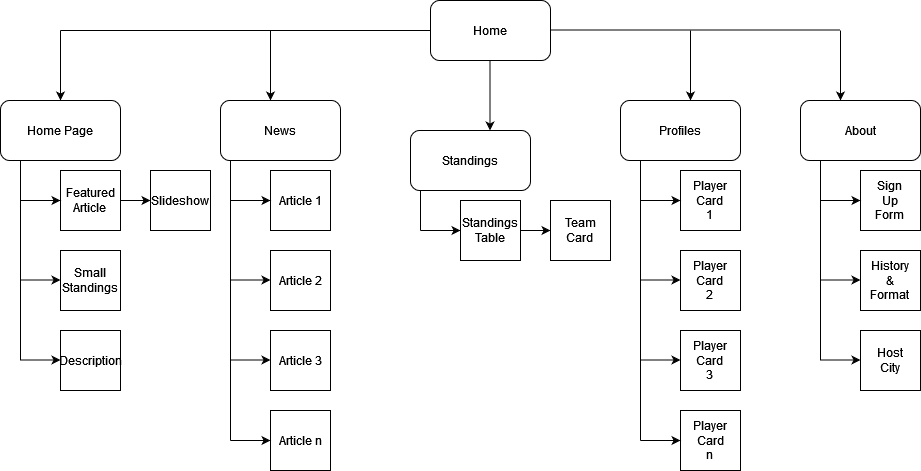 Home
Home Page
News
Standings
Profiles
About
Featured
Article
Slideshow
Small
Standings
Description
Article 1
Article 2
Article 3
Article n
Standings
Table
Team
Card
Player
Card
1
Player
Card
2
Player
Card
3
Player
Card
n
Sign
Up
Form
History
&
Format
Host
City